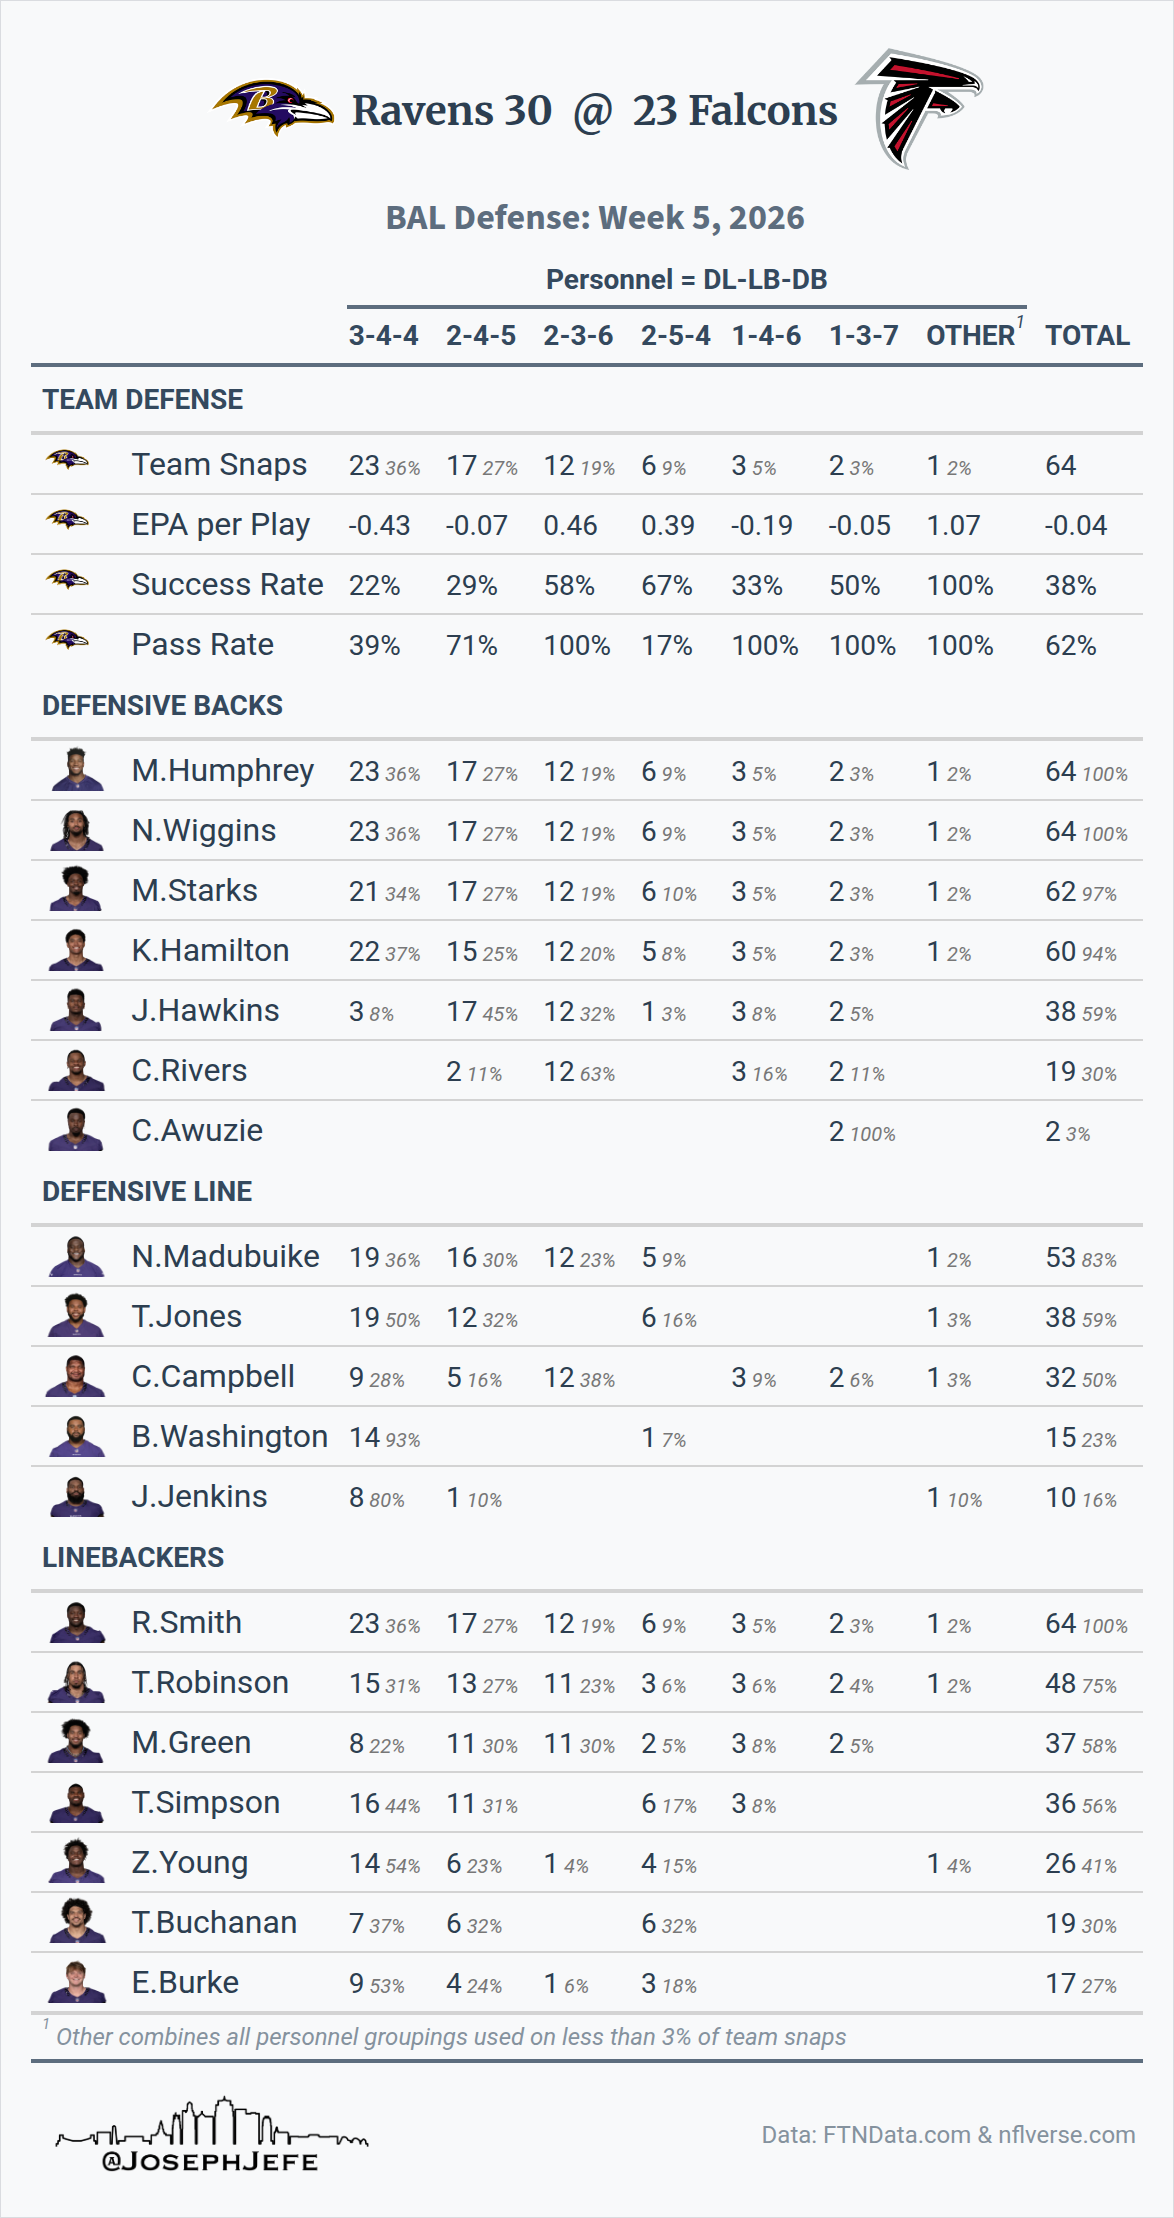 Ravens 30 @ 23 Falcons
BAL Defense: Week 5, 2026
Personnel = DL-LB-DB
3-4-4 2-4-5 2-3-6 2-5-4 1-4-6 1-3-7 OTHER1 TOTAL
TEAM DEFENSE
Team Snaps 23 36% 17 27% 12 19% 6 9% 3 5% 2 3% 1 2% 64
EPA per Play -0.43 -0.07 0.46 0.39 -0.19 -0.05 1.07 -0.04
Success Rate 22% 29% 58% 67% 33% 50% 100% 38%
Pass Rate 39% 71% 100% 17% 100% 100% 100% 62%
DEFENSIVE BACKS
M.Humphrey 23 36% 17 27% 12 19% 6 9% 3 5% 2 3% 1 2% 64 100%
N.Wiggins 23 36% 17 27% 12 19% 6 9% 3 5% 2 3% 1 2% 64 100%
M.Starks 21 34% 17 27% 12 19% 6 10% 3 5% 2 3% 1 2% 62 97%
K.Hamilton 22 37% 15 25% 12 20% 5 8% 3 5% 2 3% 1 2% 60 94%
J.Hawkins 3 8% 17 45% 12 32% 1 3% 3 8% 2 5% 38 59%
C.Rivers 2 11% 12 63% 3 16% 2 11% 19 30%
C.Awuzie 2 100% 2 3%
DEFENSIVE LINE
N.Madubuike 19 36% 16 30% 12 23% 5 9% 1 2% 53 83%
T.Jones 19 50% 12 32% 6 16% 1 3% 38 59%
C.Campbell 9 28% 5 16% 12 38% 3 9% 2 6% 1 3% 32 50%
B.Washington 14 93% 1 7% 15 23%
J.Jenkins 8 80% 1 10% 1 10% 10 16%
LINEBACKERS
R.Smith 23 36% 17 27% 12 19% 6 9% 3 5% 2 3% 1 2% 64 100%
T.Robinson 15 31% 13 27% 11 23% 3 6% 3 6% 2 4% 1 2% 48 75%
M.Green 8 22% 11 30% 11 30% 2 5% 3 8% 2 5% 37 58%
T.Simpson 16 44% 11 31% 6 17% 3 8% 36 56%
Z.Young 14 54% 6 23% 1 4% 4 15% 1 4% 26 41%
T.Buchanan 7 37% 6 32% 6 32% 19 30%
E.Burke 9 53% 4 24% 1 6% 3 18% 17 27%
1 Other combines all personnel groupings used on less than 3% of team snaps
@JOSEPHJEFE
Data: FTNData.com & nflverse.com